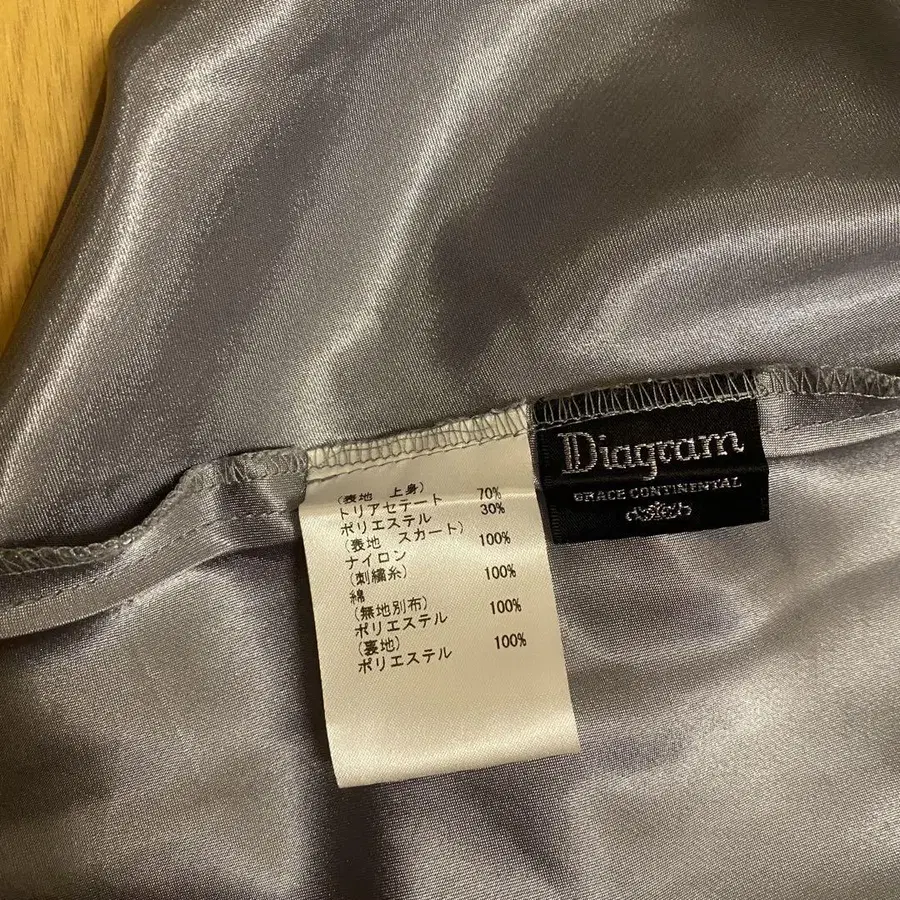 (表地 上身)
トリアセテート 70%
ポリエステル 30%
(表地 スカート)
ナイロン 100%
(刺繍糸)
綿 100%
(無地別布)
ポリエステル 100%
(裏地)
ポリエステル 100%
Diagram
GRACE CONTINENTAL